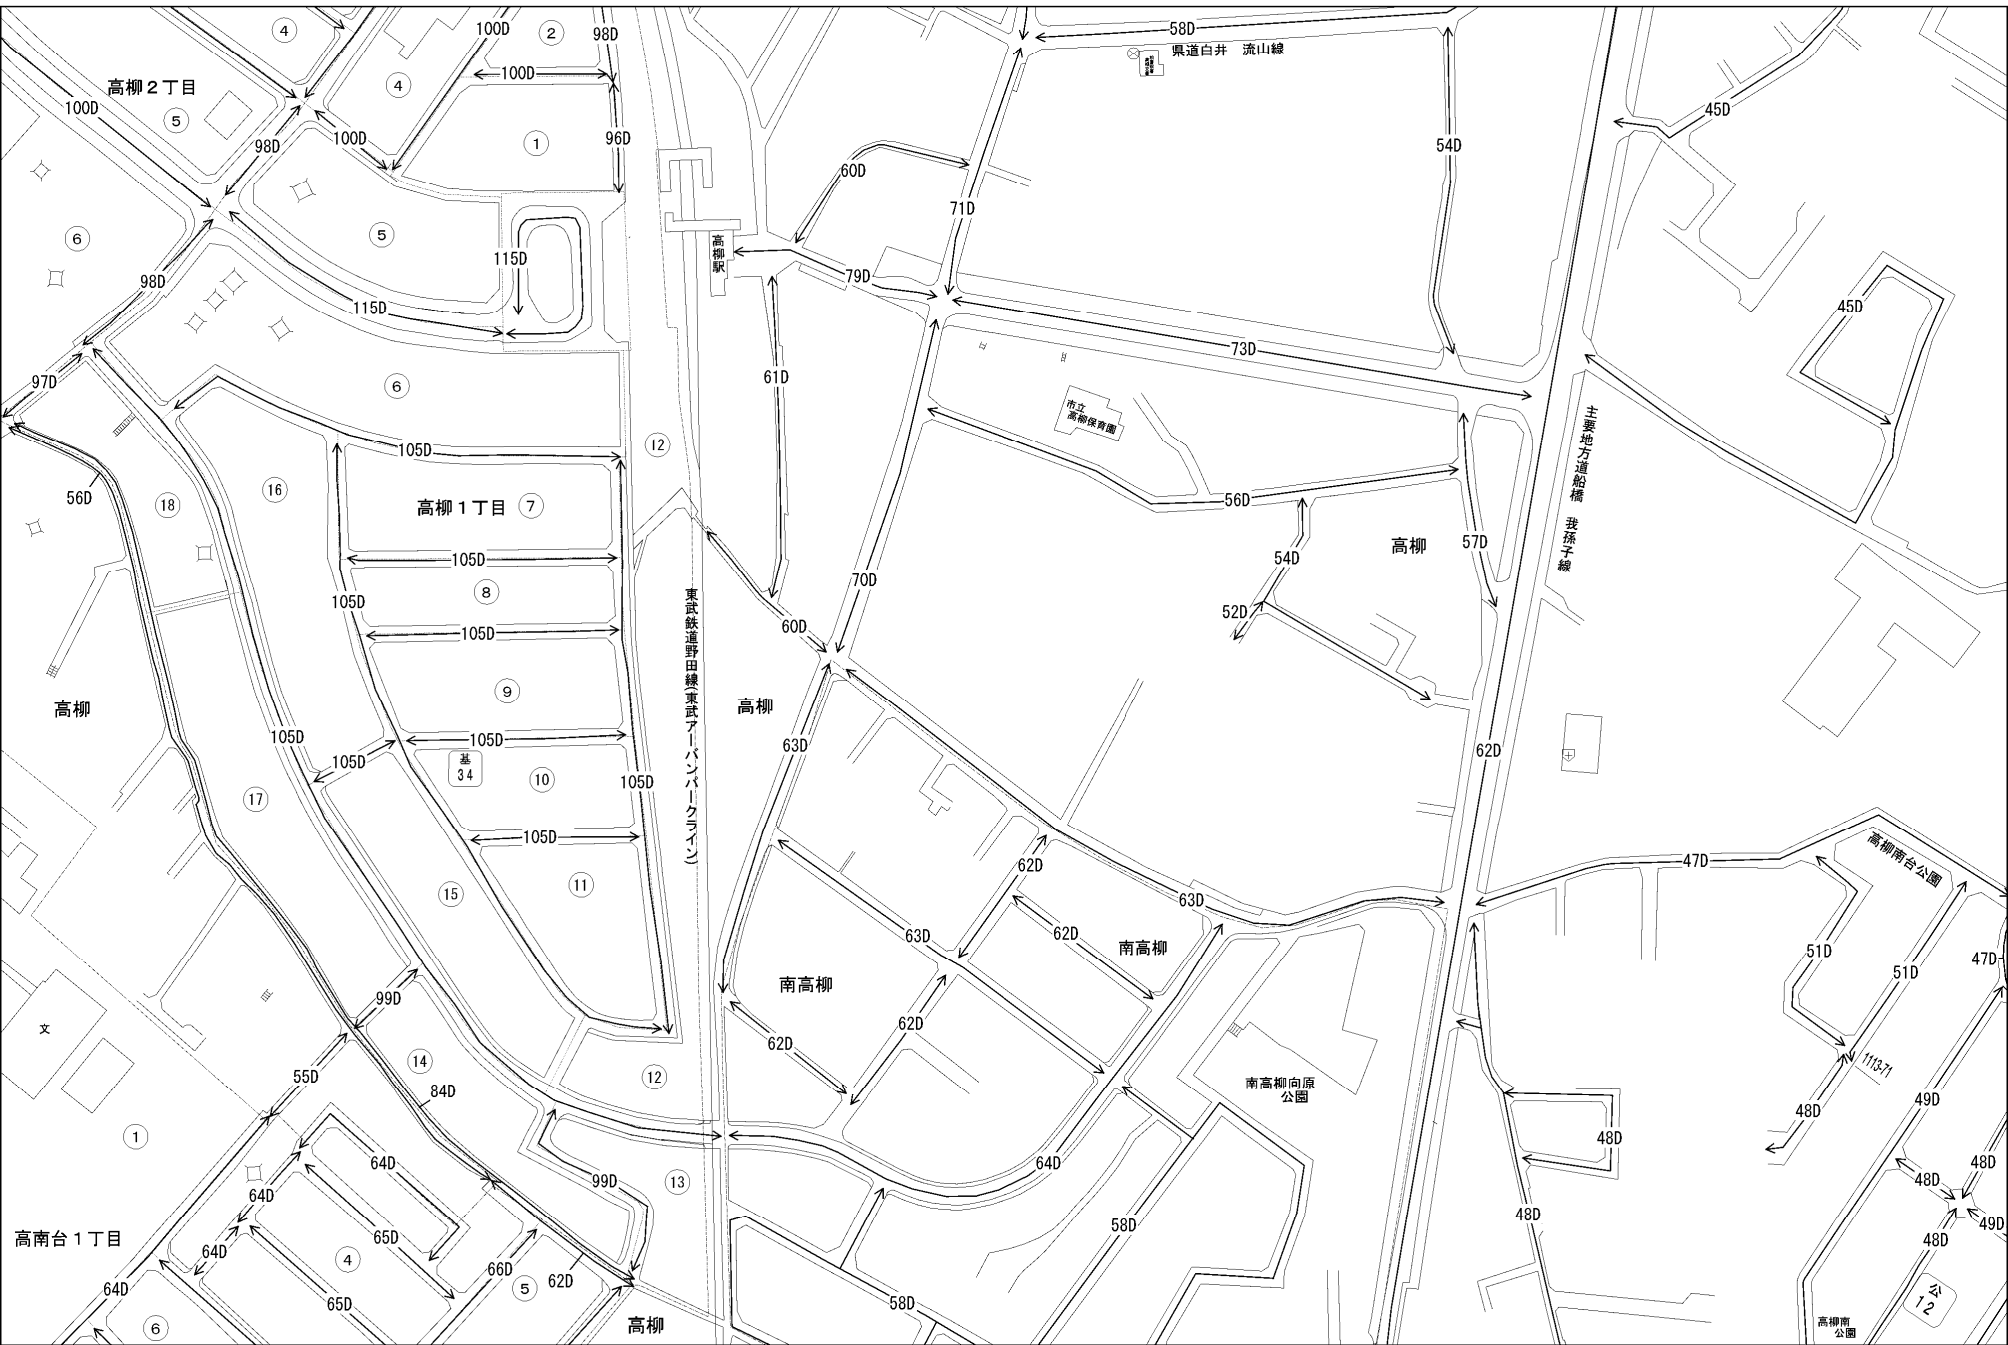 ④
100D
②
98D
58D
県道白井　流山線
高柳２丁目
⑤
100D
④
100D
45D
100D
98D
100D
①
96D
60D
54D
71D
⑥
⑤
115D
高柳駅
79D
98D
115D
45D
73D
97D
⑥
61D
市立
高柳保育園
主要地方道船橋　我孫子線
105D
⑫
56D
⑯
⑱
高柳１丁目
⑦
56D
57D
高柳
105D
54D
70D
⑧
105D
52D
105D
60D
東武鉄道野田線(東武アーバンパークライン)
高柳
⑨
高柳
105D
105D
63D
62D
105D
基
34
⑩
105D
⑰
105D
高柳南台公園
47D
62D
⑪
⑮
63D
63D
62D
南高柳
51D
51D
47D
南高柳
99D
文
62D
62D
⑭
1113-71
55D
⑫
南高柳向原
公園
84D
49D
48D
①
48D
64D
64D
48D
⑬
99D
64D
48D
48D
49D
58D
高南台１丁目
65D
64D
④
66D
⑤
62D
48D
64D
65D
58D
公
12
⑥
高柳
高柳南
公園